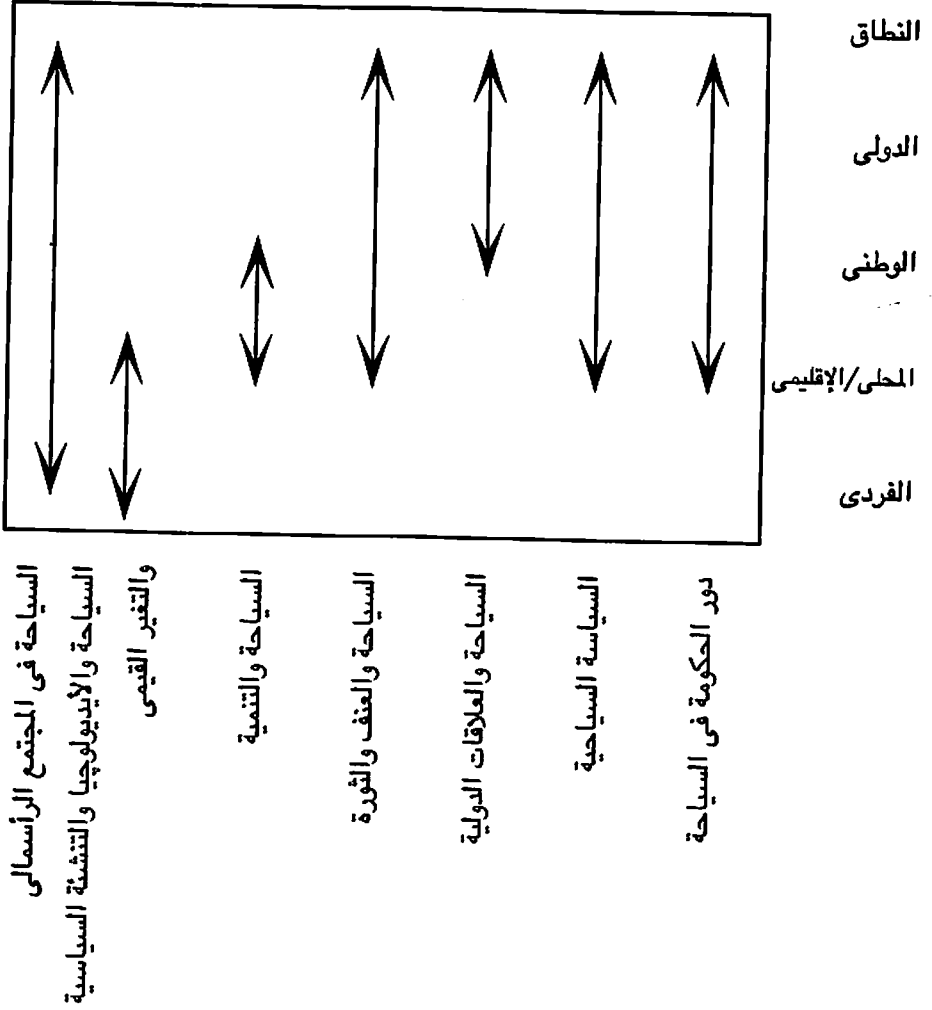 النطاق
الدولى
الوطنى
المحلى/الإقليمى
الفردى
دور الحكومة فى السياحة
السياسة السياحية
السياحة والعلاقات الدولية
السياحة والعنف والثورة
السياحة والتنمية
السياحة والأيديولوچيا والتنشئة السياسية
والتغير القيمى
السياحة فى المجتمع الرأسمالى